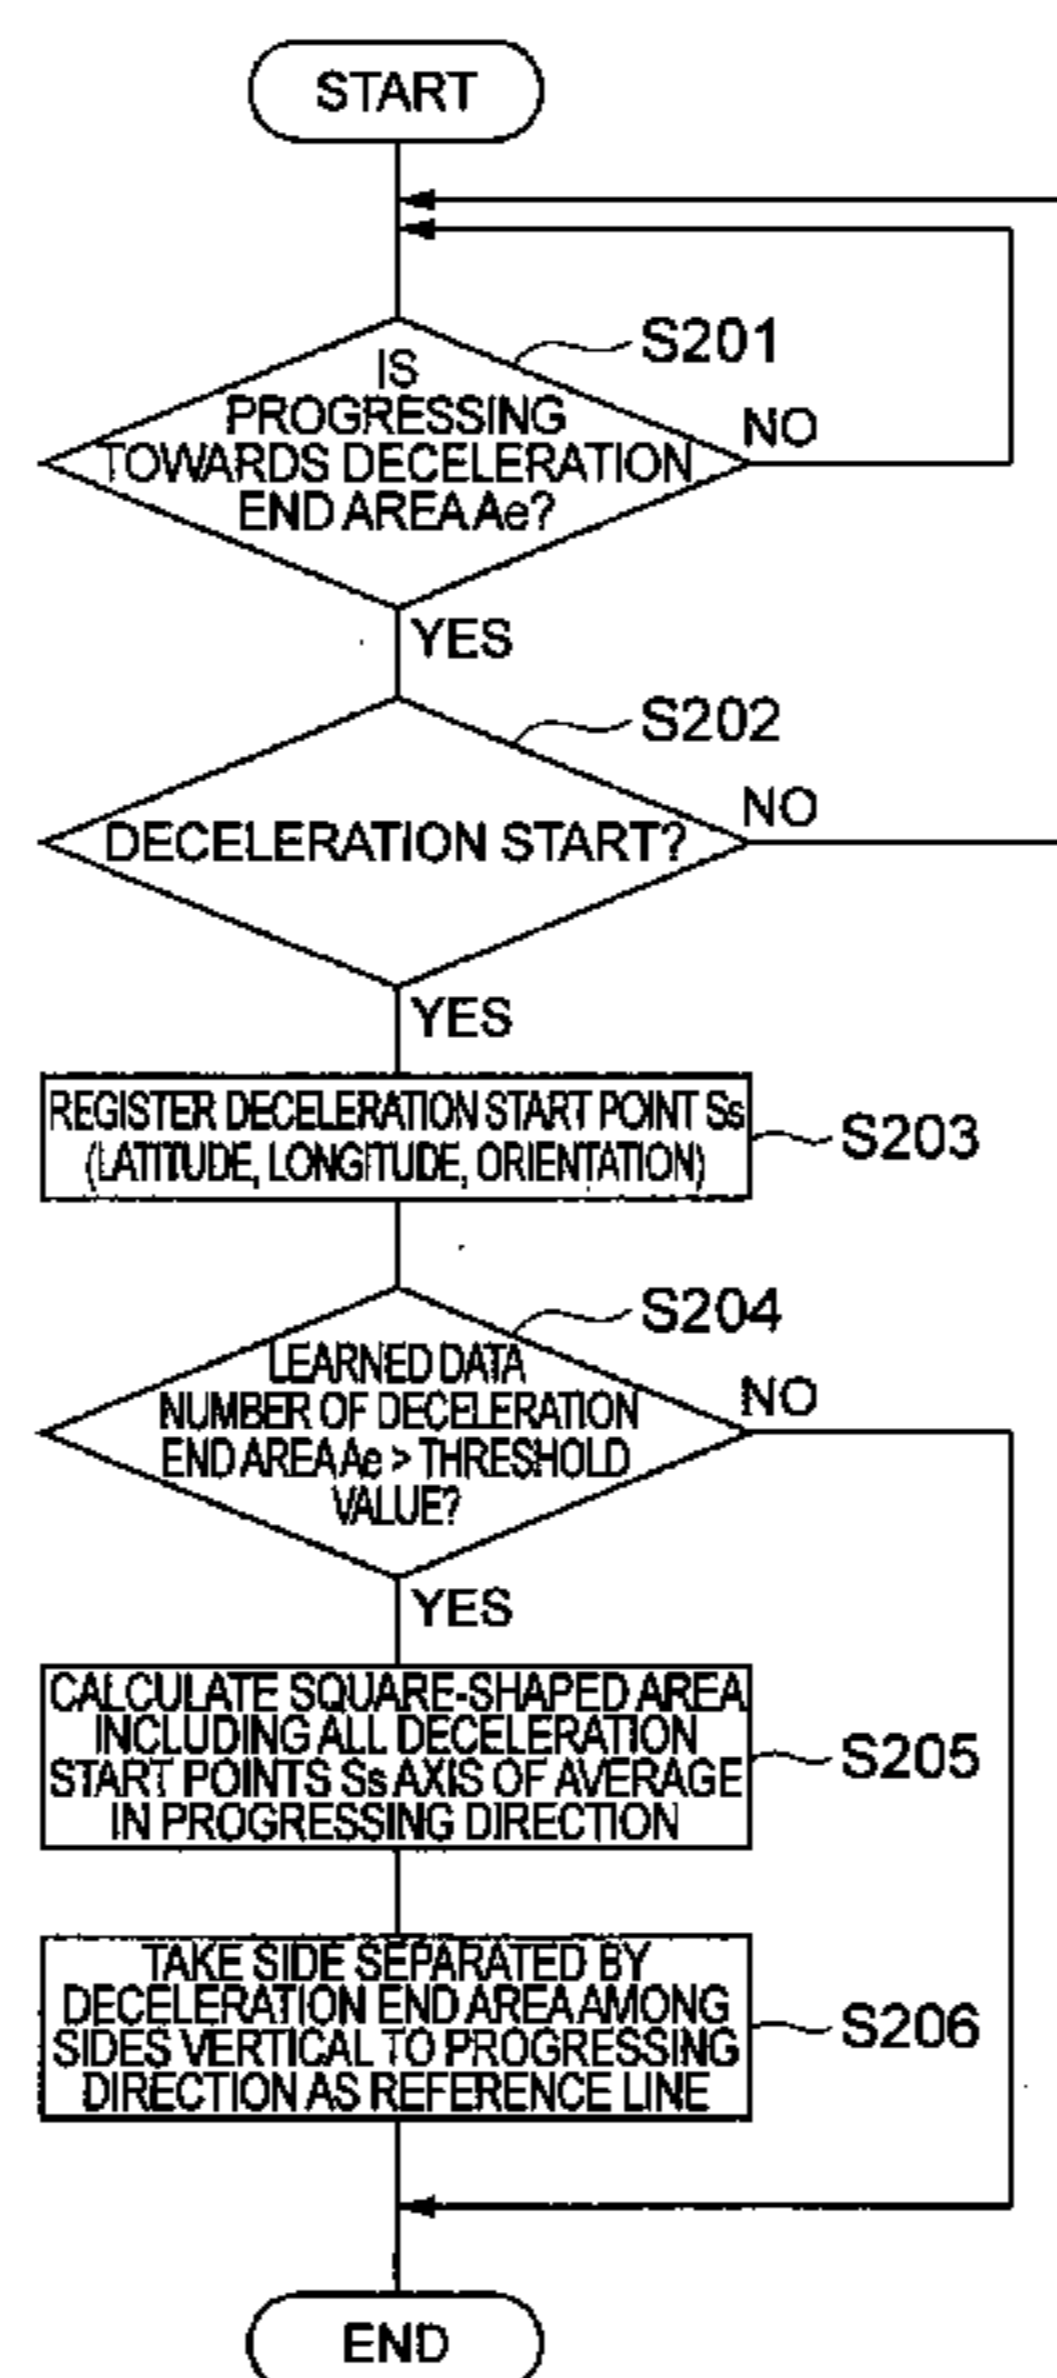 START
S201
IS
PROGRESSING
TOWARDS DECELERATION
END AREA Ae?
NO
YES
S202
DECELERATION START?
NO
YES
REGISTER DECELERATION START POINT Ss
(LATITUDE, LONGITUDE, ORIENTATION)
S203
S204
LEARNED DATA
NUMBER OF DECELERATION
END AREA Ae > THRESHOLD
VALUE?
NO
YES
CALCULATE SQUARE-SHAPED AREA
INCLUDING ALL DECELERATION
START POINTS Ss AXIS OF AVERAGE
IN PROGRESSING DIRECTION
S205
TAKE SIDE SEPARATED BY
DECELERATION END AREA AMONG
SIDES VERTICAL TO PROGRESSING
DIRECTION AS REFERENCE LINE
S206
END